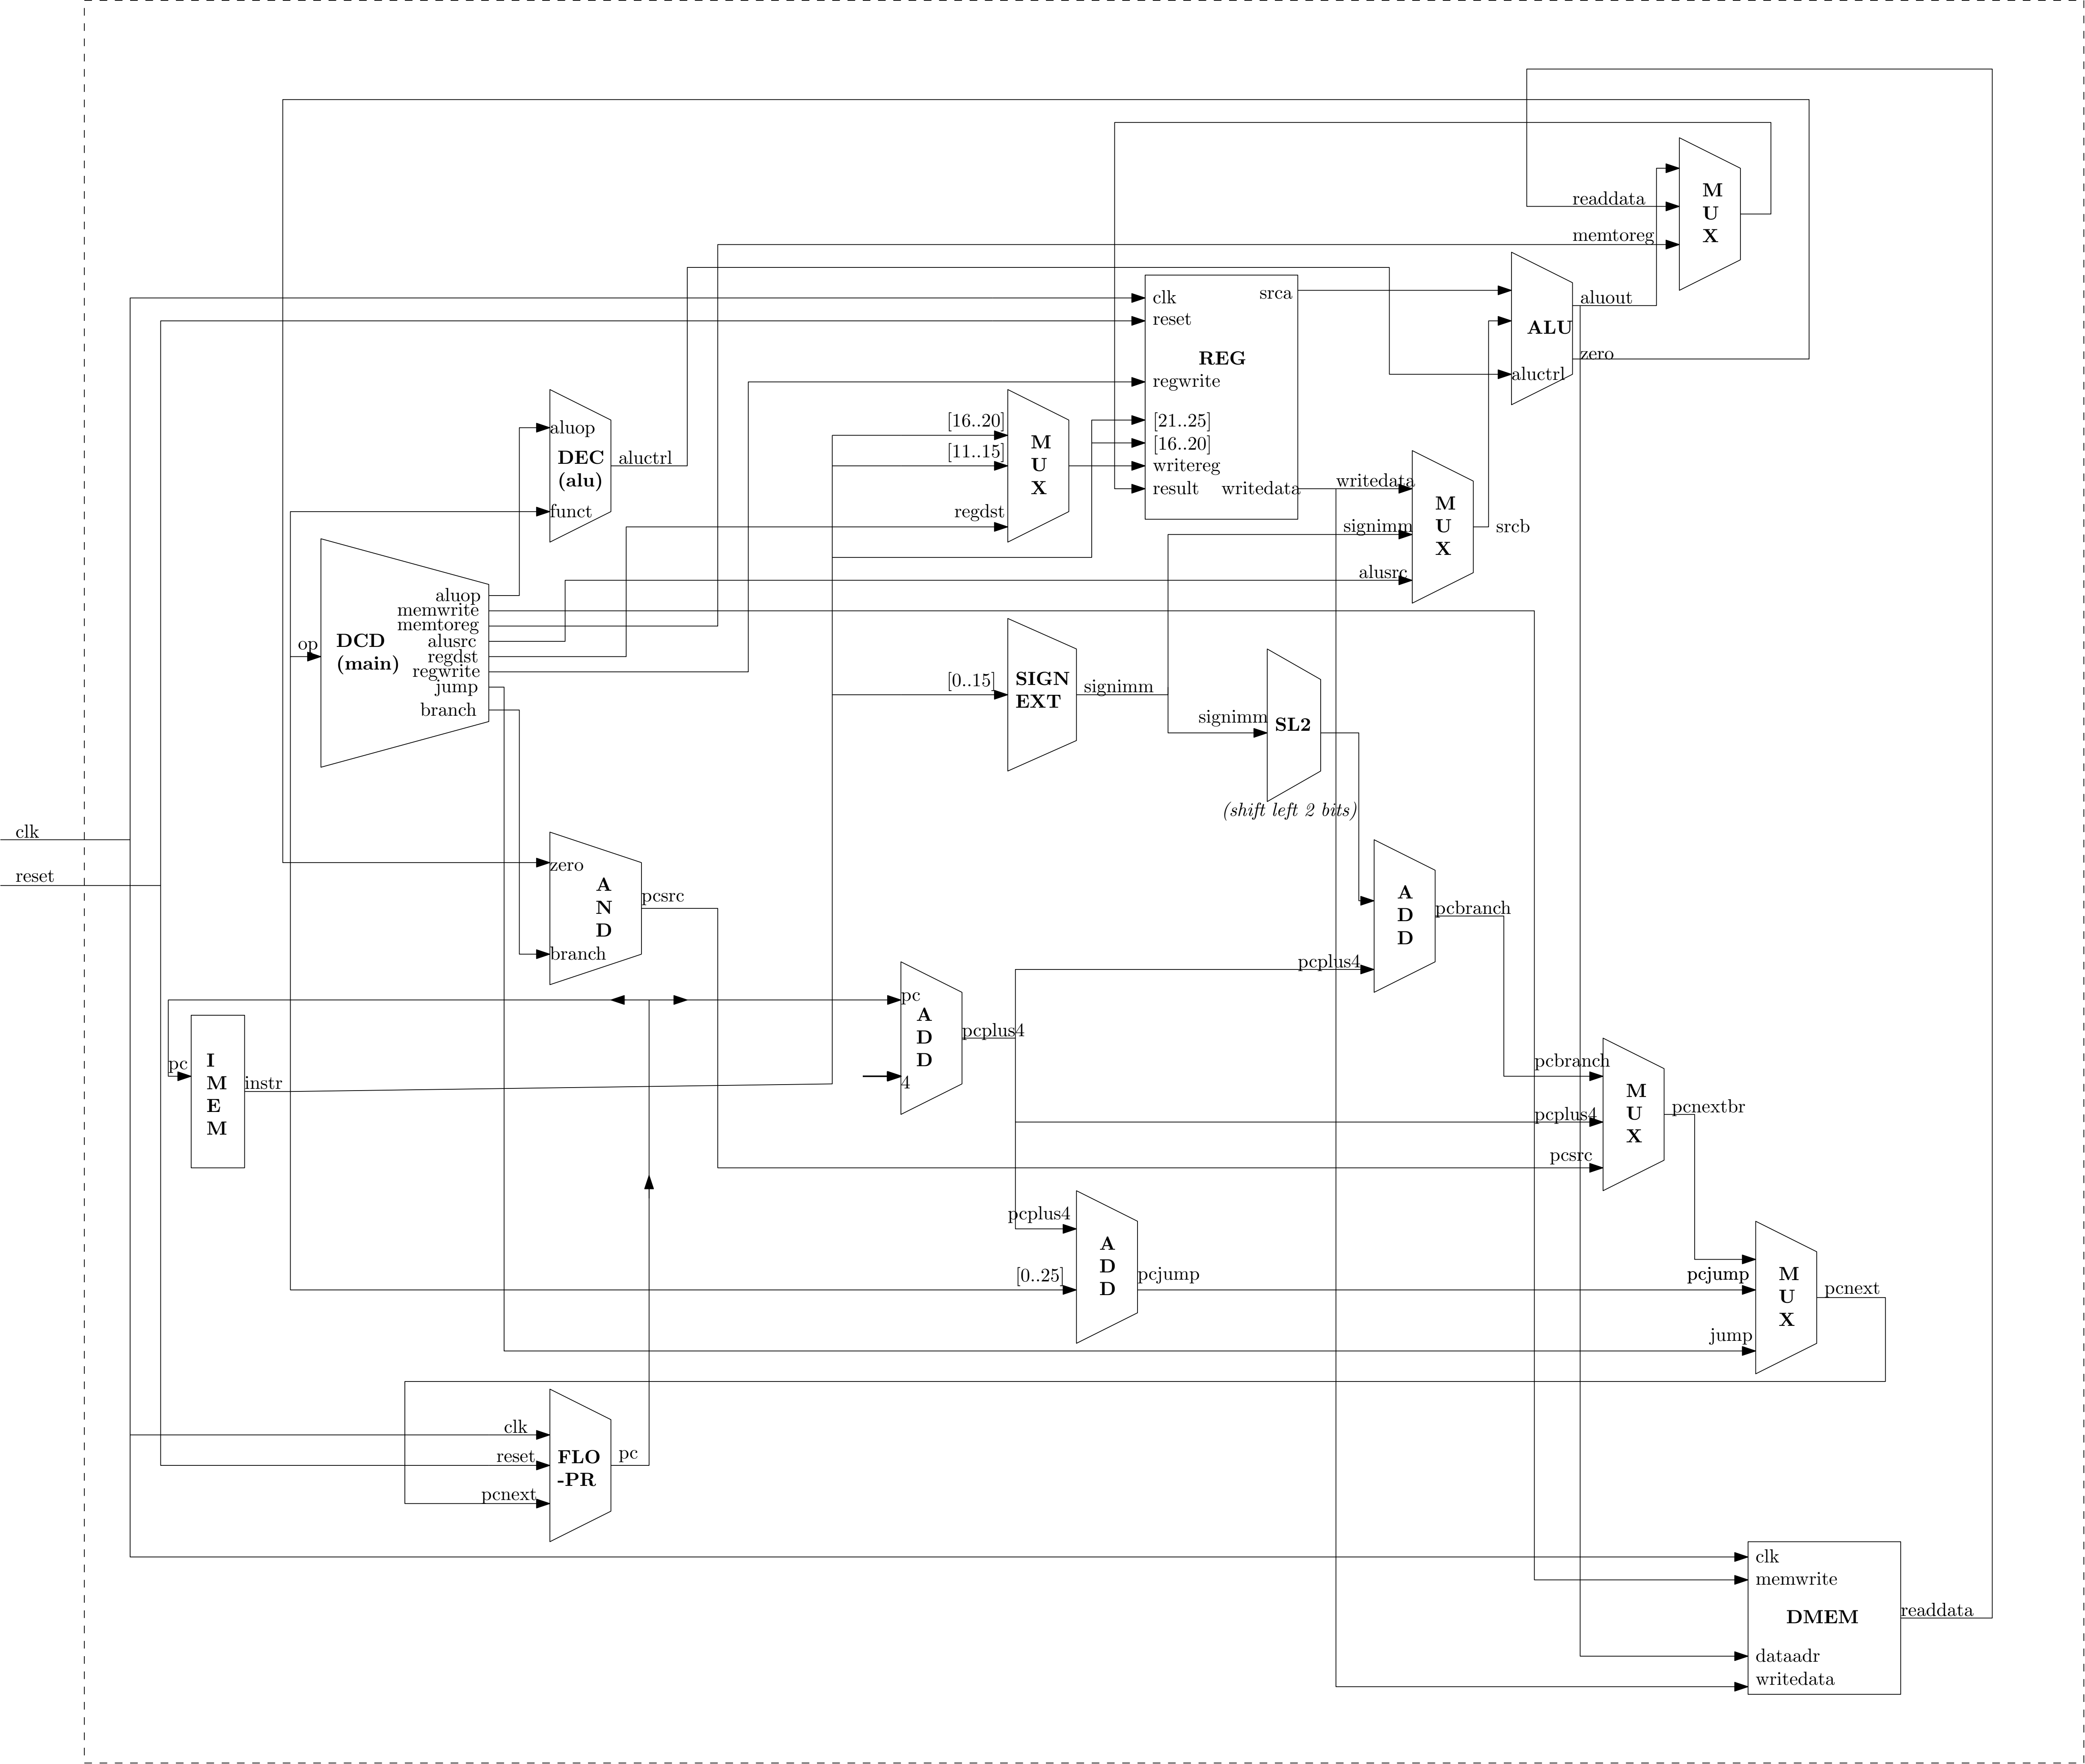 readdata
M
U
X
memtoreg
clk
reset
srca
REG
regwrite
[21..25]
[16..20]
writereg
result
writedata
aluout
ALU
zero
aluctrl
aluop
DEC
(alu)
funct
aluctrl
[16..20]
[11..15]
regdst
M
U
X
writedata
signimm
alusrc
M
U
X
srcb
op
DCD
(main)
aluop
memwrite
memtoreg
alusrc
regdst
regwrite
jump
branch
[0..15]
SIGN
EXT
signimm
signimm
SL2
(shift left 2 bits)
clk
reset
zero
A
N
D
branch
pcsrc
A
D
D
pcbranch
pcplus4
pc
A
D
D
4
pcplus4
pc
I
M
E
M
instr
pcbranch
pcplus4
pcsrc
M
U
X
pcnextbr
pcplus4
[0..25]
A
D
D
pcjump
pcjump
jump
M
U
X
pcnext
clk
reset
pcnext
FLO
-PR
pc
clk
memwrite
DMEM
dataadr
writedata
readdata